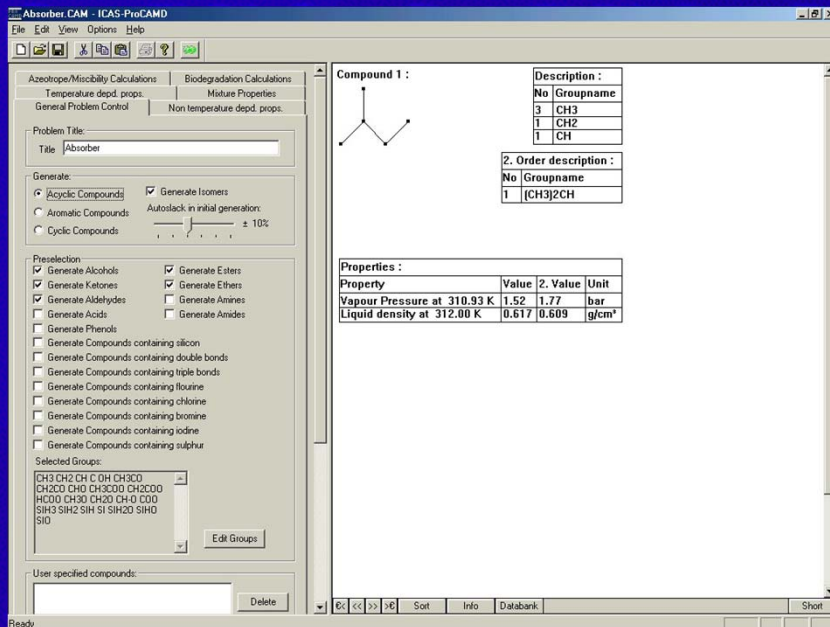 Absorber.CAM - ICAS-ProCAMD
File Edit View Options Help
Azeotrope/Miscibility Calculations Biodegradation Calculations
Temperature depd. props. Mixture Properties
General Problem Control Non temperature depd. props.
Problem Title:
Title Absorber
Generate:
Acyclic Compounds Generate Isomers
Aromatic Compounds Autoslack in initial generation:
Cyclic Compounds ± 10%
Preselection
Generate Alcohols Generate Esters
Generate Ketones Generate Ethers
Generate Aldehydes Generate Amines
Generate Acids Generate Amides
Generate Phenols
Generate Compounds containing silicon
Generate Compounds containing double bonds
Generate Compounds containing triple bonds
Generate Compounds containing flourine
Generate Compounds containing chlorine
Generate Compounds containing bromine
Generate Compounds containing iodine
Generate Compounds containing sulphur
Selected Groups:
CH3 CH2 CH C OH CH3CO
CH2CO CHO CH3COO CH2COO
HCOO CH3O CH2O CH-O COO
SIH3 SIH2 SIH SI SIH2O SIHO
SIO
Edit Groups
User specified compounds:
Delete
Ready
Compound 1 :
Description :
No Groupname
3 CH3
1 CH2
1 CH
2. Order description :
No Groupname
1 (CH3)2CH
Properties :
Property Value 2. Value Unit
Vapour Pressure at 310.93 K 1.52 1.77 bar
Liquid density at 312.00 K 0.617 0.609 g/cm³
€< << >> >€ Sort Info Databank Short